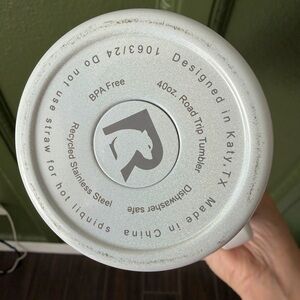 Designed in Katy, TX Made in China
1063/24 Do not use straw for hot liquids
BPA Free
40oz. Road Trip Tumbler
Dishwasher safe
Recycled Stainless Steel
R